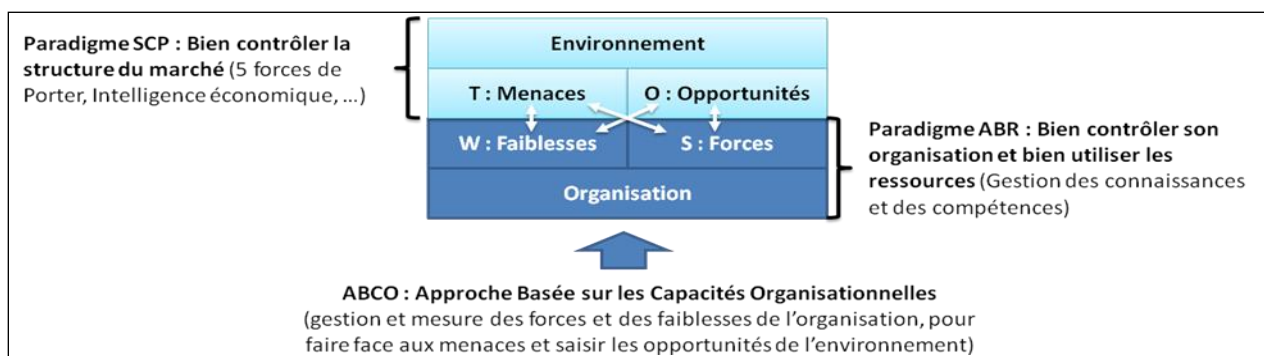 Paradigme SCP : Bien contrôler la
structure du marché (5 forces de
Porter, Intelligence économique, ...)
Environnement
T : Menaces
O : Opportunités
W : Faiblesses
S : Forces
Organisation
Paradigme ABR : Bien contrôler son
organisation et bien utiliser les
ressources (Gestion des connaissances
et des compétences)
ABCO : Approche Basée sur les Capacités Organisationnelles
(gestion et mesure des forces et des faiblesses de l'organisation, pour
faire face aux menaces et saisir les opportunités de l'environnement)